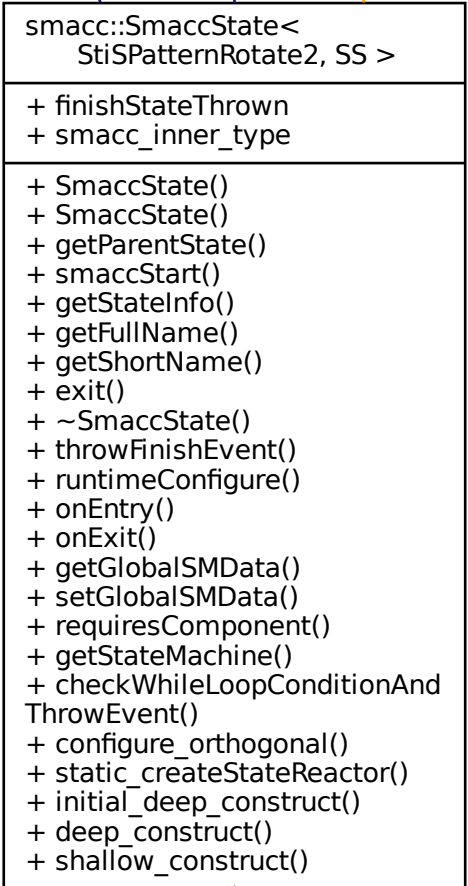 smacc::SmaccState<
StiSPatternRotate2, SS >
+ finishStateThrown
+ smacc_inner_type
+ SmaccState()
+ SmaccState()
+ getParentState()
+ smaccStart()
+ getStateInfo()
+ getFullName()
+ getShortName()
+ exit()
+ ~SmaccState()
+ throwFinishEvent()
+ runtimeConfigure()
+ onEntry()
+ onExit()
+ getGlobalSMData()
+ setGlobalSMData()
+ requiresComponent()
+ getStateMachine()
+ checkWhileLoopConditionAnd
ThrowEvent()
+ configure_orthogonal()
+ static_createStateReactor()
+ initial_deep_construct()
+ deep_construct()
+ shallow_construct()